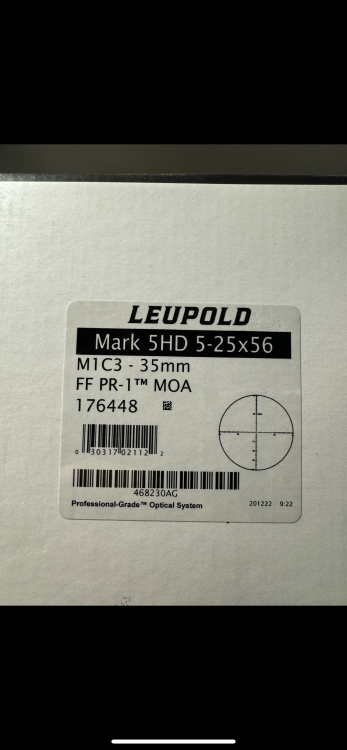 LEUPOLD
Mark 5HD 5-25x56
M1C3 - 35mm
FF PR-1™ MOA
176448
0 30317 02112 2
468230AG
Professional-Grade™ Optical System
201222 9:22